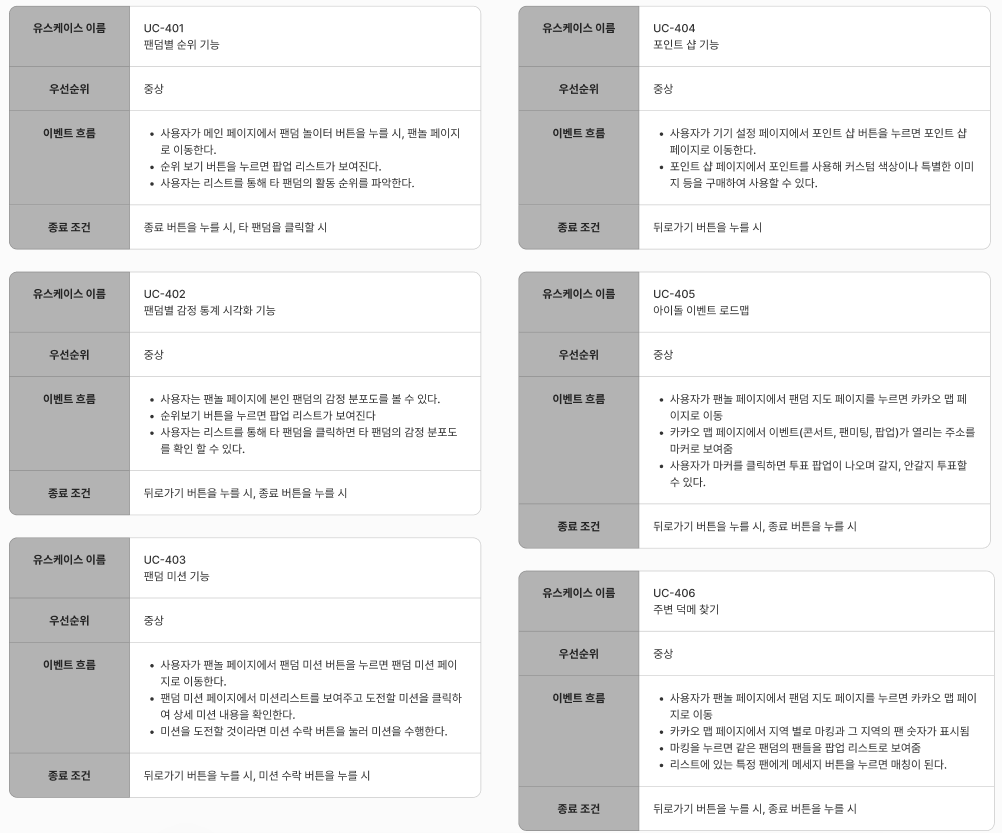 유스케이스 이름
UC-401
팬덤별 순위 기능
우선순위
중상
이벤트 흐름
• 사용자가 메인 페이지에서 팬덤 놀이터 버튼을 누를 시, 팬놀 페이지
로 이동한다.
• 순위 보기 버튼을 누르면 팝업 리스트가 보여진다.
• 사용자는 리스트를 통해 타 팬덤의 활동 순위를 파악한다.
종료 조건
종료 버튼을 누를 시, 타 팬덤을 클릭할 시
유스케이스 이름
UC-402
팬덤별 감정 통계 시각화 기능
우선순위
중상
이벤트 흐름
• 사용자는 팬놀 페이지에 본인 팬덤의 감정 분포도를 볼 수 있다.
• 순위보기 버튼을 누르면 팝업 리스트가 보여진다
• 사용자는 리스트를 통해 타 팬덤을 클릭하면 타 팬덤의 감정 분포도
를 확인 할 수 있다.
종료 조건
뒤로가기 버튼을 누를 시, 종료 버튼을 누를 시
유스케이스 이름
UC-403
팬덤 미션 기능
우선순위
중상
이벤트 흐름
• 사용자가 팬놀 페이지에서 팬덤 미션 버튼을 누르면 팬덤 미션 페이
지로 이동한다.
• 팬덤 미션 페이지에서 미션리스트를 보여주고 도전할 미션을 클릭하
여 상세 미션 내용을 확인한다.
• 미션을 도전할 것이라면 미션 수락 버튼을 눌러 미션을 수행한다.
종료 조건
뒤로가기 버튼을 누를 시, 미션 수락 버튼을 누를 시
유스케이스 이름
UC-404
포인트 샵 기능
우선순위
중상
이벤트 흐름
• 사용자가 기기 설정 페이지에서 포인트 샵 버튼을 누르면 포인트 샵
페이지로 이동한다.
• 포인트 샵 페이지에서 포인트를 사용해 커스텀 색상이나 특별한 이미
지 등을 구매하여 사용할 수 있다.
종료 조건
뒤로가기 버튼을 누를 시
유스케이스 이름
UC-405
아이돌 이벤트 로드맵
우선순위
중상
이벤트 흐름
• 사용자가 팬놀 페이지에서 팬덤 지도 페이지를 누르면 카카오 맵 페
이지로 이동
• 카카오 맵 페이지에서 이벤트(콘서트, 팬미팅, 팝업)가 열리는 주소를
마커로 보여줌
• 사용자가 마커를 클릭하면 투표 팝업이 나오며 갈지, 안갈지 투표할
수 있다.
종료 조건
뒤로가기 버튼을 누를 시, 종료 버튼을 누를 시
유스케이스 이름
UC-406
주변 덕메 찾기
우선순위
중상
이벤트 흐름
• 사용자가 팬놀 페이지에서 팬덤 지도 페이지를 누르면 카카오 맵 페이
지로 이동
• 카카오 맵 페이지에서 지역 별로 마킹과 그 지역의 팬 숫자가 표시됨
• 마킹을 누르면 같은 팬덤의 팬들을 팝업 리스트로 보여줌
• 리스트에 있는 특정 팬에게 메세지 버튼을 누르면 매칭이 된다.
종료 조건
뒤로가기 버튼을 누를 시, 종료 버튼을 누를 시